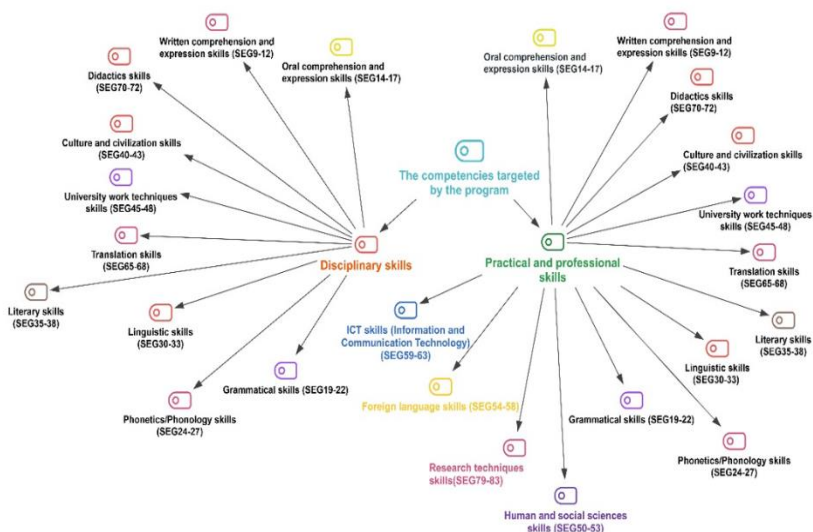 Written comprehension and
expression skills (SEG9-12)
Oral comprehension and
expression skills (SEG14-17)
Didactics skills
(SEG70-72)
Culture and civilization skills
(SEG40-43)
University work techniques
skills (SEG45-48)
Translation skills
(SEG65-68)
Literary skills
(SEG35-38)
Linguistic skills
(SEG30-33)
Grammatical skills (SEG19-22)
Phonetics/Phonology skills
(SEG24-27)
Disciplinary skills
The competencies targeted
by the program
Oral comprehension and
expression skills (SEG14-17)
Written comprehension and
expression skills (SEG9-12)
Didactics skills
(SEG70-72)
Culture and civilization skills
(SEG40-43)
University work techniques
skills (SEG45-48)
Translation skills
(SEG65-68)
Practical and professional
skills
Literary skills
(SEG35-38)
Linguistic skills
(SEG30-33)
ICT skills (Information and
Communication Technology)
(SEG59-63)
Foreign language skills (SEG54-58)
Grammatical skills (SEG19-22)
Research techniques
skills(SEG79-83)
Phonetics/Phonology skills
(SEG24-27)
Human and social sciences
skills (SEG50-53)